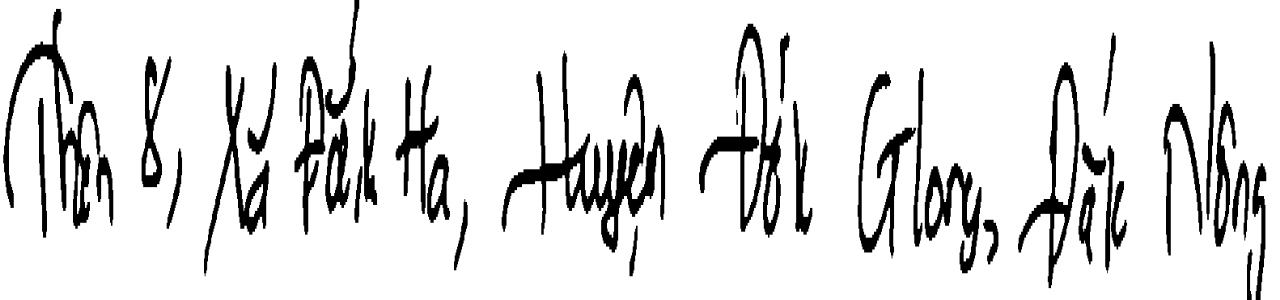 Thôn 8, Xã Đắk Ha, Huyện Đắk Glong, Đắk Nông